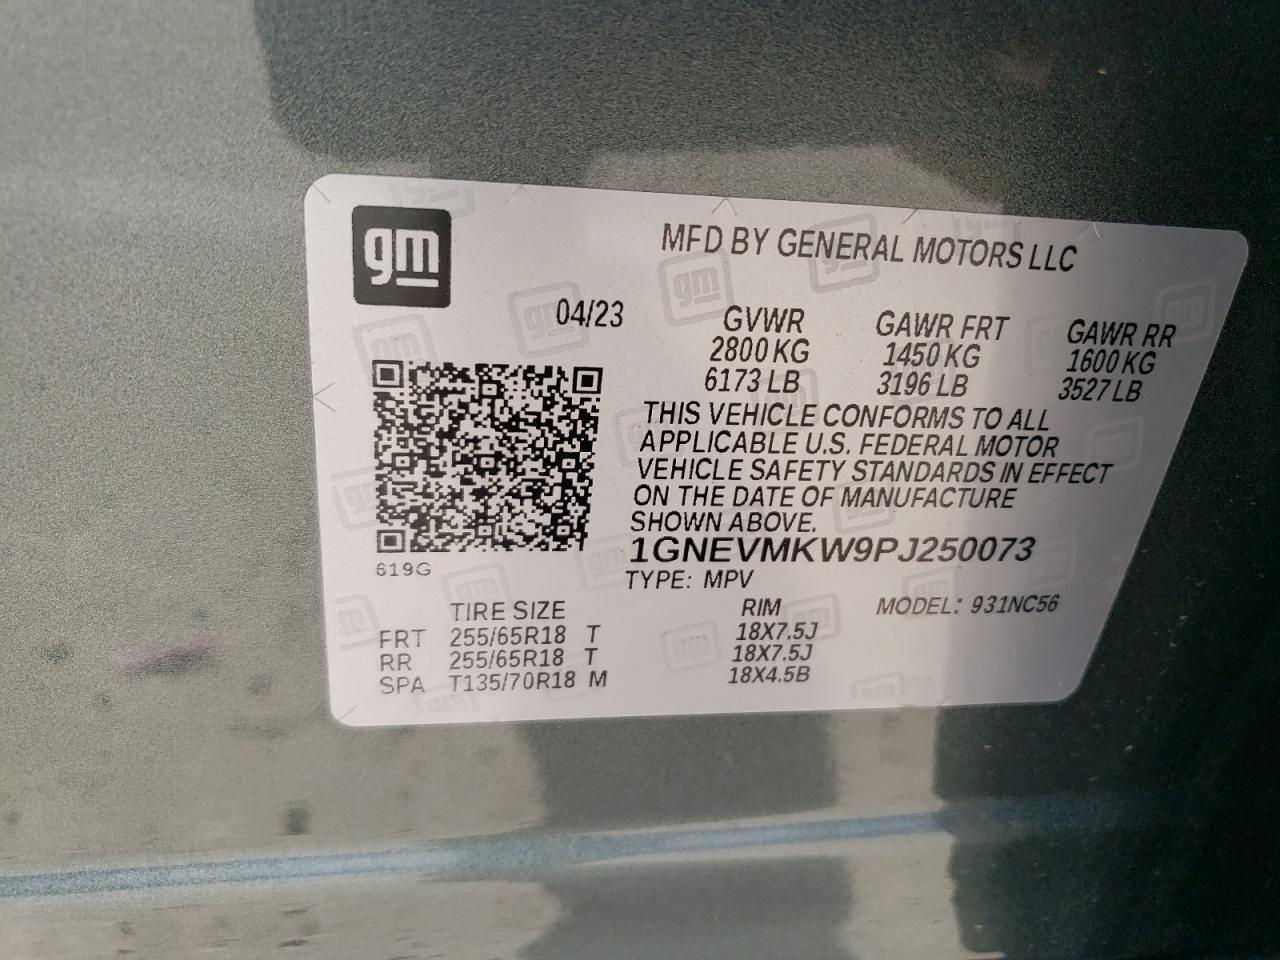 gm
MFD BY GENERAL MOTORS LLC
04/23
GVWR GAWR FRT GAWR RR
2800 KG 1450 KG 1600 KG
6173 LB 3196 LB 3527 LB
THIS VEHICLE CONFORMS TO ALL
APPLICABLE U.S. FEDERAL MOTOR
VEHICLE SAFETY STANDARDS IN EFFECT
ON THE DATE OF MANUFACTURE
SHOWN ABOVE.
1GNEVMKW9PJ250073
619G
TYPE: MPV
TIRE SIZE RIM MODEL: 931NC56
FRT 255/65R18 T 18X7.5J
RR 255/65R18 T 18X7.5J
SPA T135/70R18 M 18X4.5B